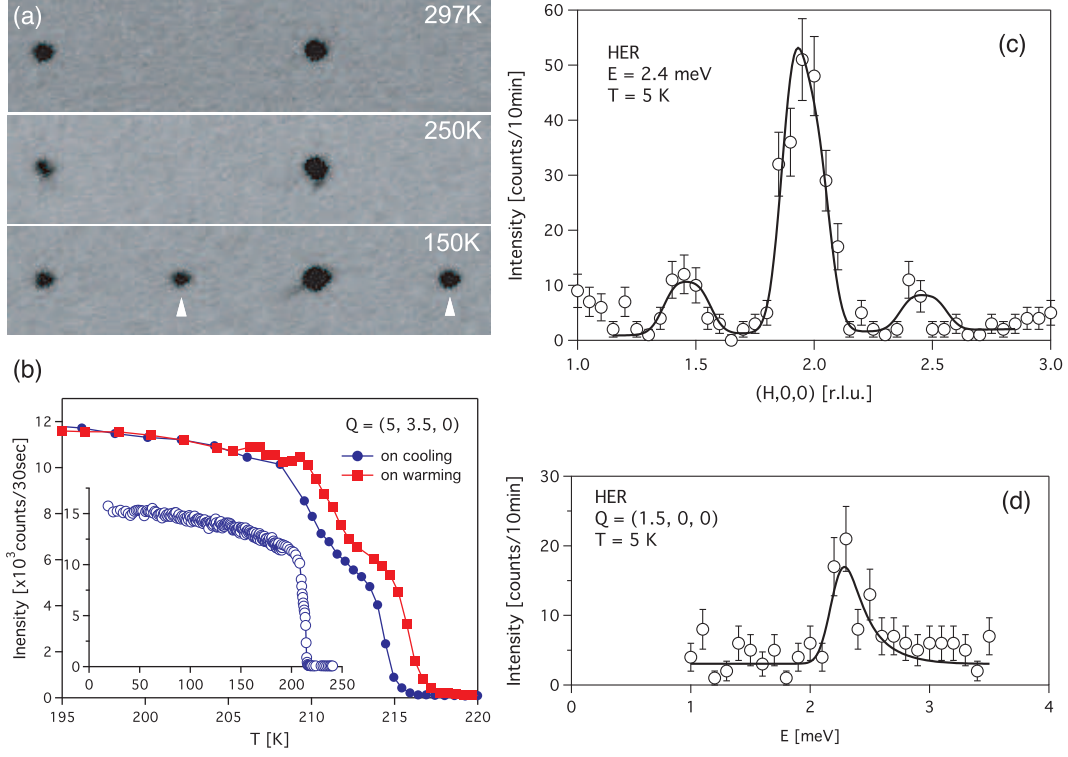 (a)
297K
250K
150K
(b)
Inensity [x10³ counts/30sec]
12
10
8
6
4
2
0
Q = (5, 3.5, 0)
on cooling
on warming
15
10
5
0
0 50 100 150 200 250
195 200 205 210 215 220
T [K]
(c)
HER
E = 2.4 meV
T = 5 K
Intensity [counts/10min]
60
50
40
30
20
10
0
1.0 1.5 2.0 2.5 3.0
(H,0,0) [r.l.u.]
(d)
HER
Q = (1.5, 0, 0)
T = 5 K
Intensity [counts/10min]
30
20
10
0
0 1 2 3 4
E [meV]